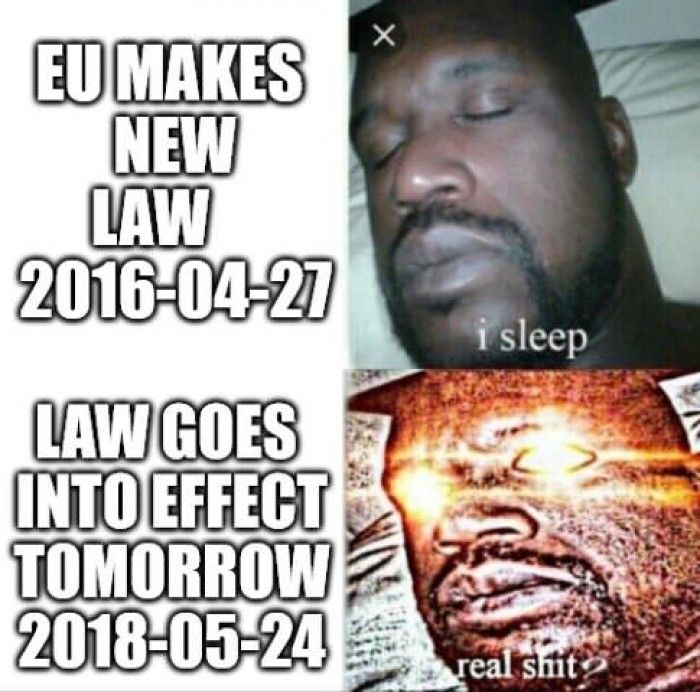 EU MAKES
NEW
LAW
2016-04-27
i sleep
LAW GOES
INTO EFFECT
TOMORROW
2018-05-24
real shit?